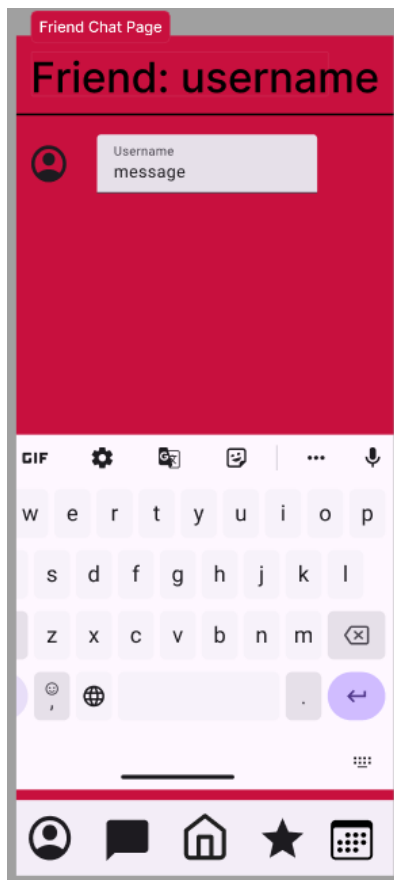 Friend Chat Page
Friend: username
Username
message
GIF
w e r t y u i o p
s d f g h j k l
z x c v b n m
, .